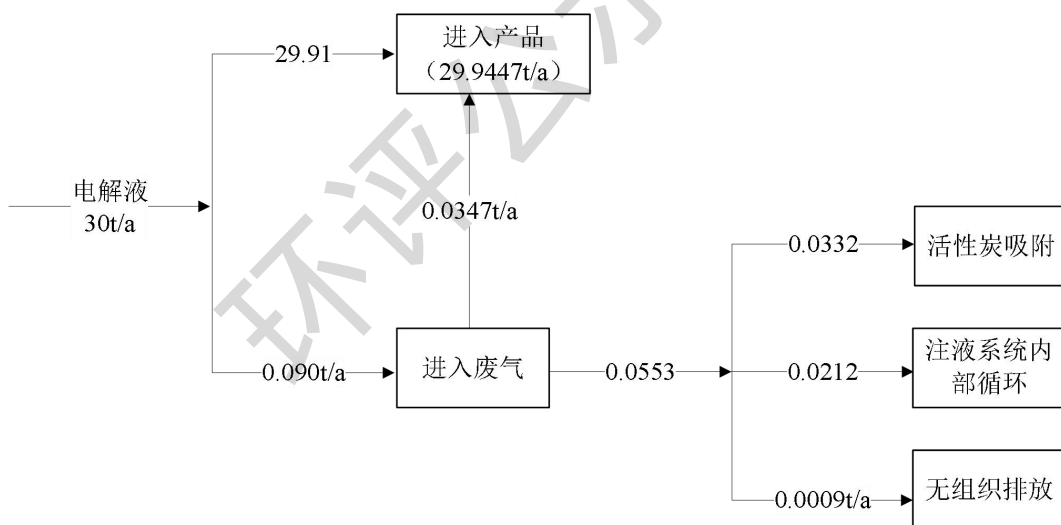 进入产品
（29.9447t/a）
29.91
电解液
30t/a
0.0347t/a
0.0332
活性炭吸附
0.090t/a
进入废气
0.0553
0.0212
注液系统内
部循环
0.0009t/a
无组织排放
环评公示